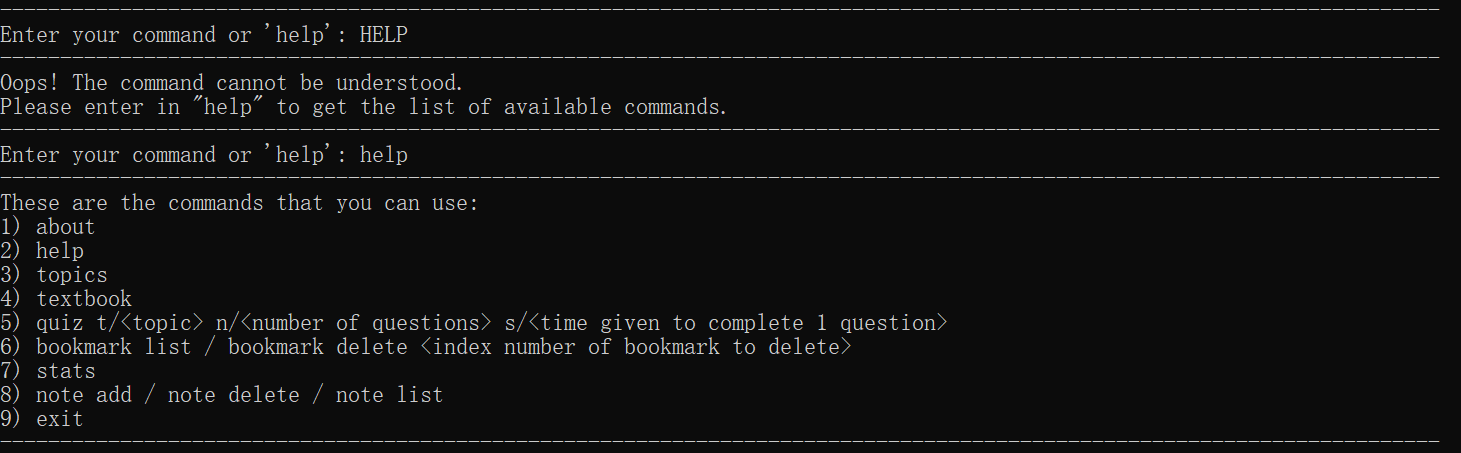 Enter your command or 'help': HELP
Oops! The command cannot be understood.
Please enter in "help" to get the list of available commands.
Enter your command or 'help': help
These are the commands that you can use:
1) about
2) help
3) topics
4) textbook
5) quiz t/<topic> n/<number of questions> s/<time given to complete 1 question>
6) bookmark list / bookmark delete <index number of bookmark to delete>
7) stats
8) note add / note delete / note list
9) exit